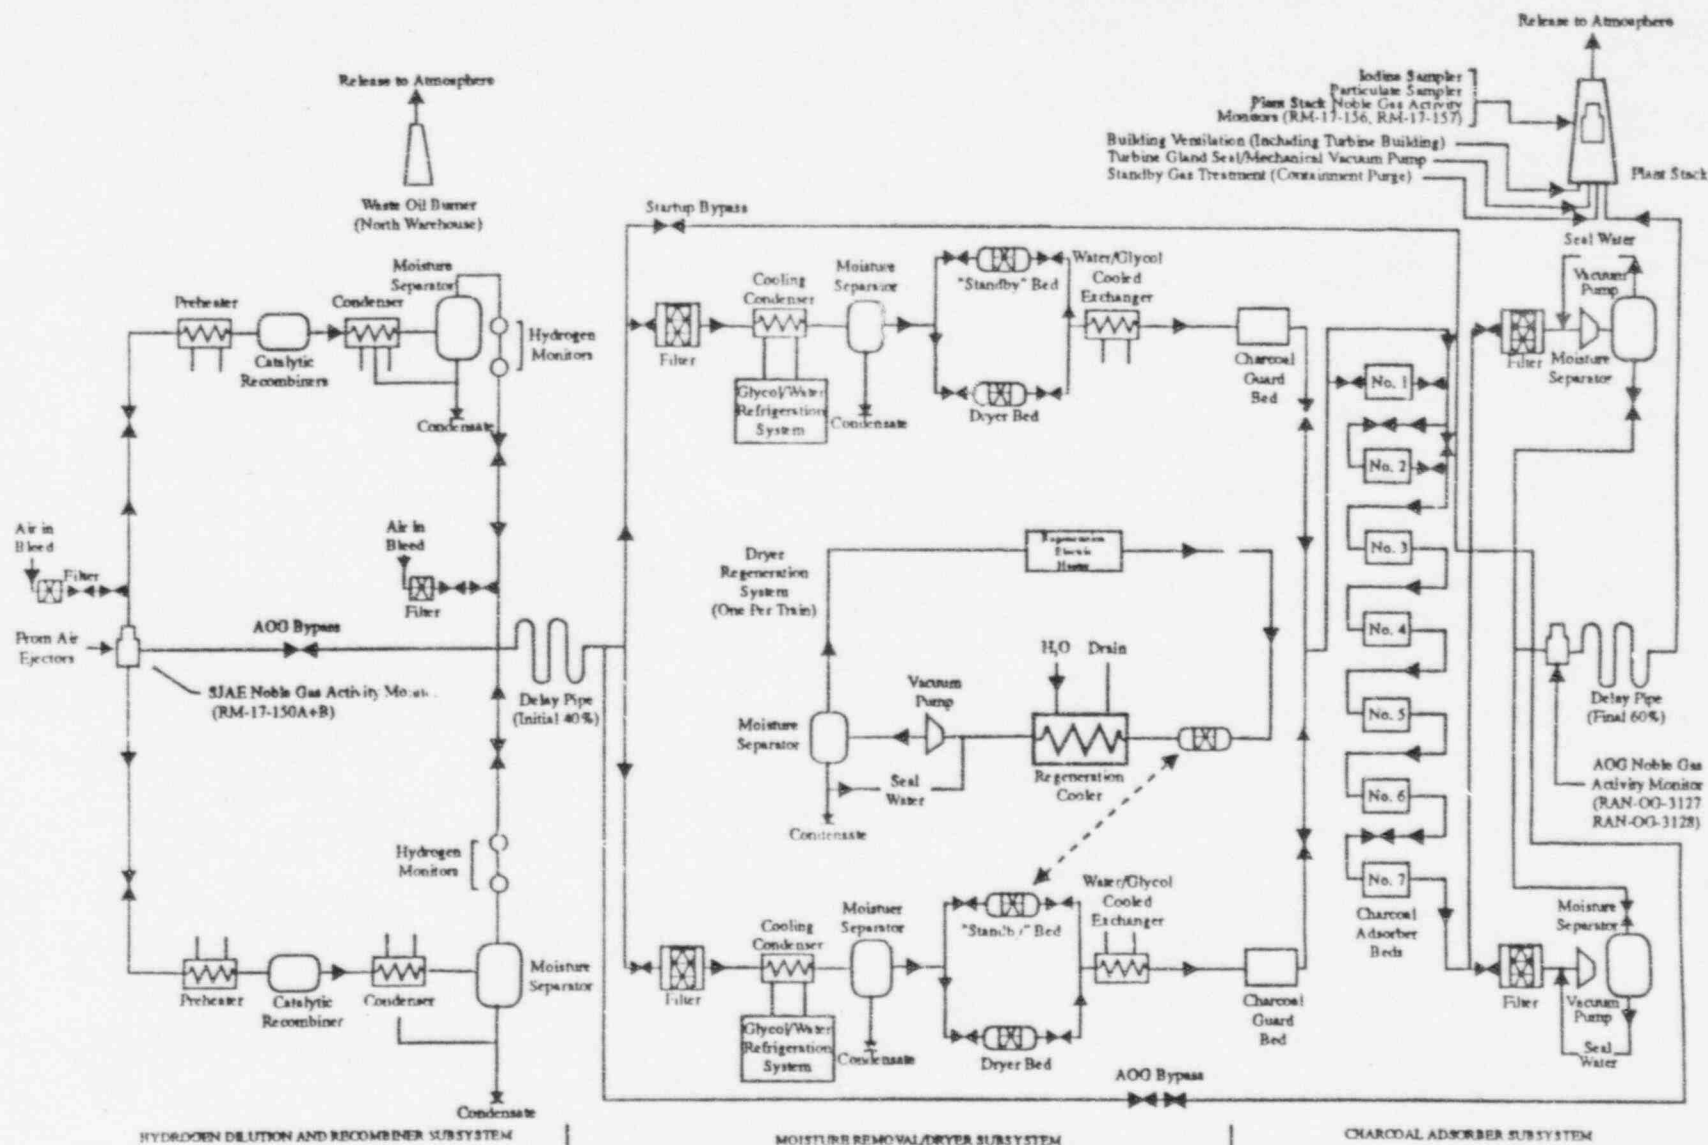 Release to Atmosphere
Release to Atmosphere
Iodine Sampler
Particulate Sampler
Plant Stack Noble Gas Activity
Monitors (RM-17-156, RM-17-157)
Building Ventilation (Including Turbine Building)
Turbine Gland Seal/Mechanical Vacuum Pump
Standby Gas Treatment (Containment Purge)
Plant Stack
Waste Oil Burner
(North Warehouse)
Startup Bypass
Seal Water
Vacuum
Pump
Moisture
Separator
Preheater
Condenser
Catalytic
Recombiners
Hydrogen
Monitors
Condensate
Filter
Cooling
Condenser
Moisture
Separator
Glycol/Water
Refrigeration
System
Condensate
"Standby" Bed
Dryer Bed
Water/Glycol
Cooled
Exchanger
Charcoal
Guard
Bed
Filter
Moisture
Separator
No. 1
No. 2
No. 3
No. 4
No. 5
No. 6
No. 7
Charcoal
Adsorber
Beds
Air in
Bleed
Filter
Air in
Bleed
Filter
From Air
Ejectors
AOG Bypass
SJAE Noble Gas Activity
(RM-17-150A+B)
Delay Pipe
(Initial 40%)
Dryer
Regeneration
System
(One Per Train)
Regeneration
Electric
Heater
H₂O
Drain
Vacuum
Pump
Moisture
Separator
Seal
Water
Regeneration
Cooler
Condensate
Delay Pipe
(Final 60%)
AOG Noble Gas
Activity Monitor
(RAN-OG-3127
RAN-OG-3128)
Hydrogen
Monitors
Preheater
Catalytic
Recombiner
Condenser
Moisture
Separator
Condensate
Filter
Cooling
Condenser
Moistuer
Separator
Glycol/Water
Refrigeration
System
Condensate
"Standby" Bed
Dryer Bed
Water/Glycol
Cooled
Exchanger
Charcoal
Guard
Bed
Moisture
Separator
Filter
Vacuum
Pump
Seal
Water
AOG Bypass
HYDROGEN DILUTION AND RECOMBINER SUBSYSTEM
MOISTURE REMOVAL/DRYER SUBSYSTEM
CHARCOAL ADSORBER SUBSYSTEM